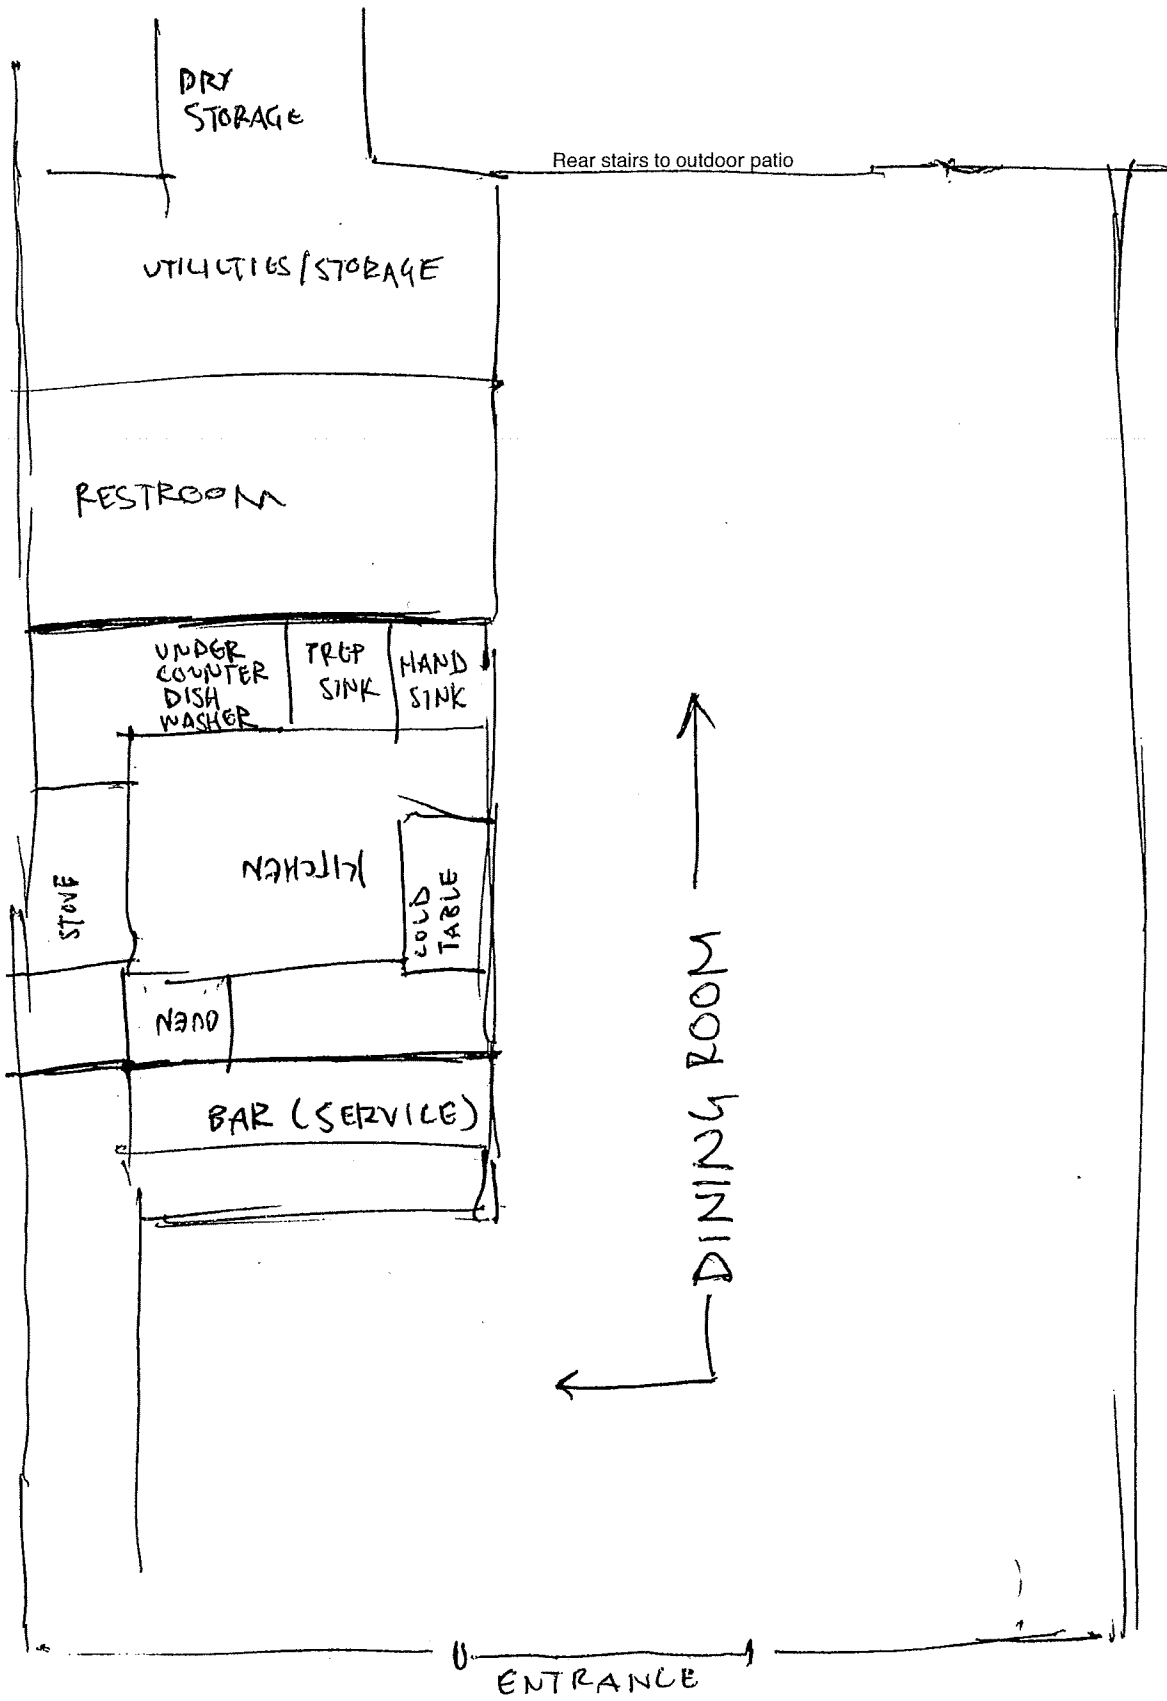 DRY
STORAGE
Rear stairs to outdoor patio
UTILITIES/STORAGE
RESTROOM
UNDER
COUNTER
DISH
WASHER
PREP
SINK
HAND
SINK
KITCHEN
STOVE
COLD
TABLE
OVEN
BAR (SERVICE)
DINING ROOM
ENTRANCE